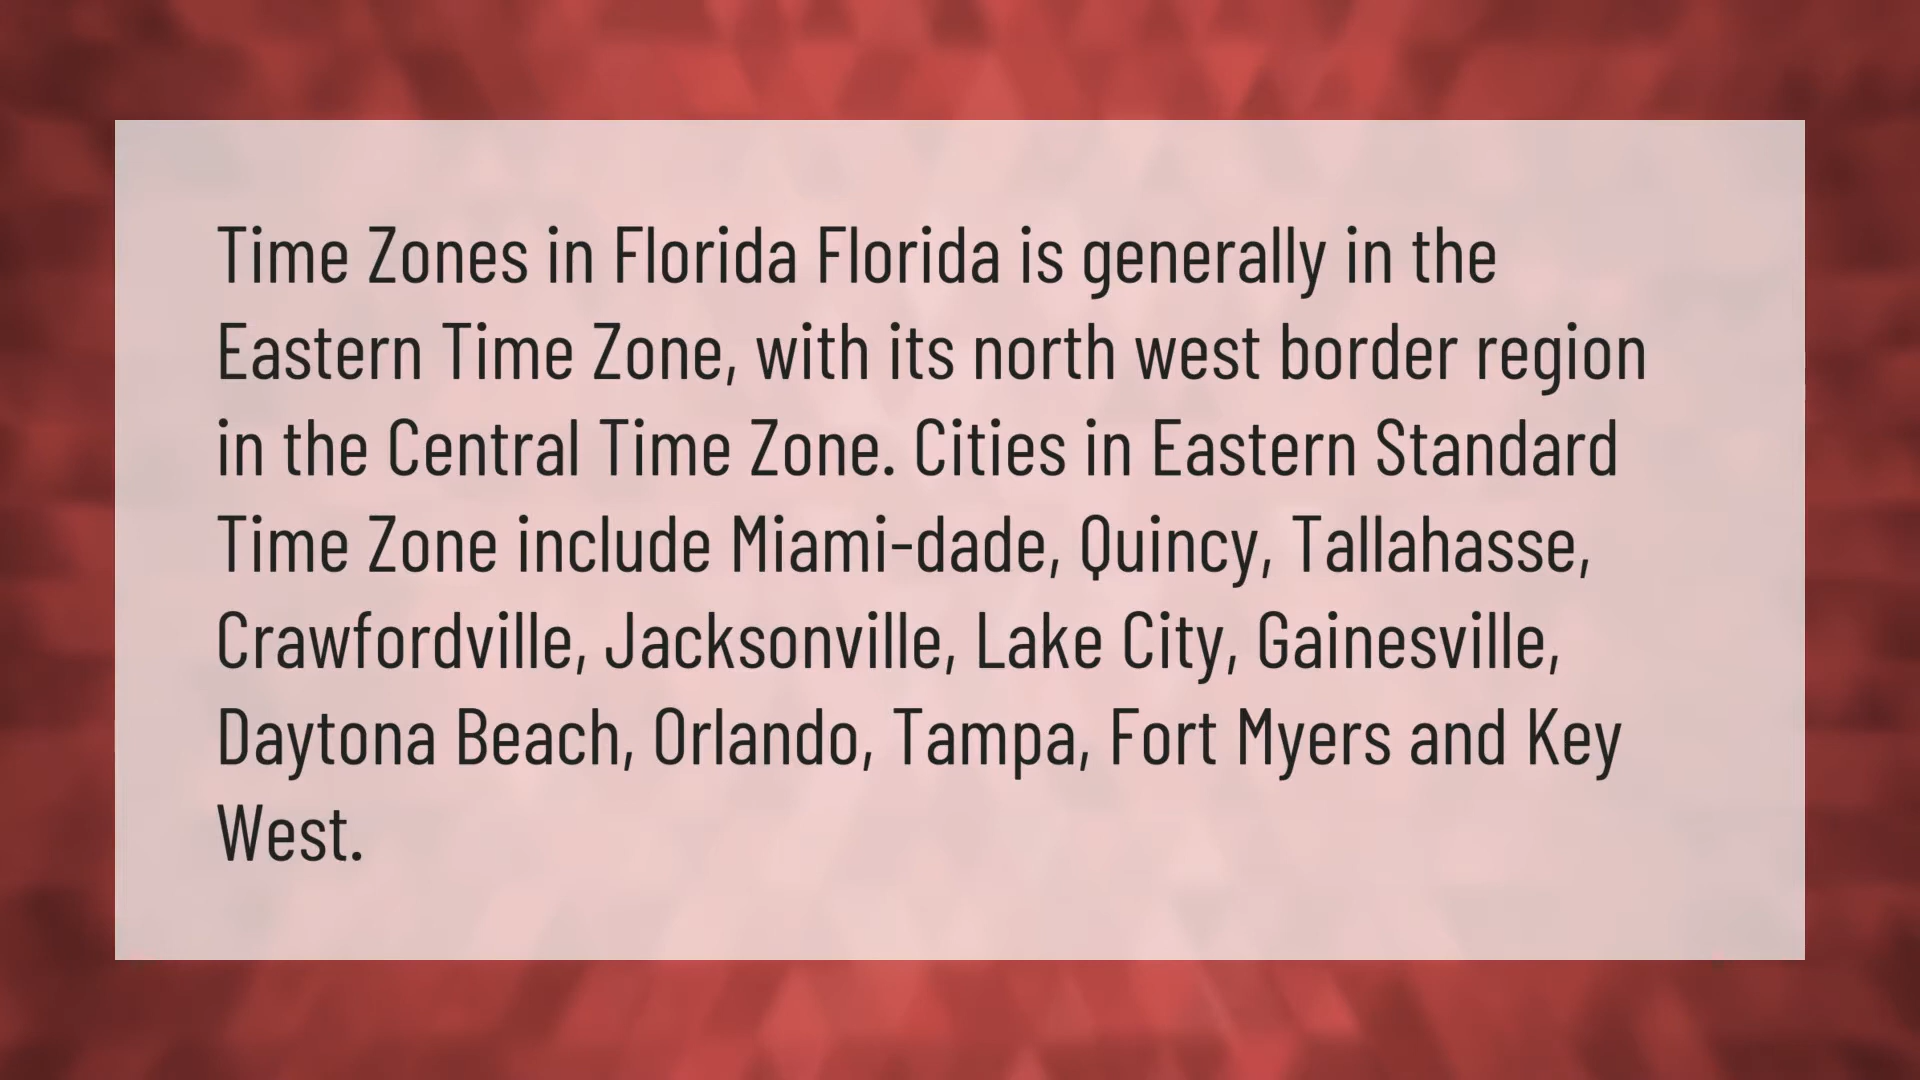 Time Zones in Florida Florida is generally in the
Eastern Time Zone, with its north west border region
in the Central Time Zone. Cities in Eastern Standard
Time Zone include Miami-dade, Quincy, Tallahasse,
Crawfordville, Jacksonville, Lake City, Gainesville,
Daytona Beach, Orlando, Tampa, Fort Myers and Key
West.